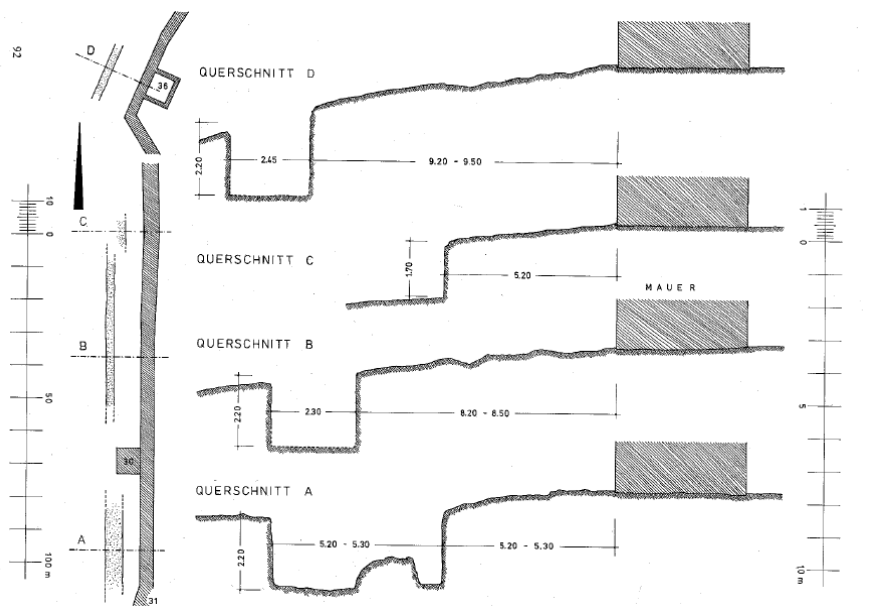 92
D
36
QUERSCHNITT D
2.20
2.45
9.20 - 9.50
10
0
C
QUERSCHNITT C
1.70
5.20
1
0
MAUER
B
QUERSCHNITT B
2.20
2.30
8.20 - 8.50
50
5
30
QUERSCHNITT A
A
2.20
5.20 - 5.30
5.20 - 5.30
100 m
10 m
31